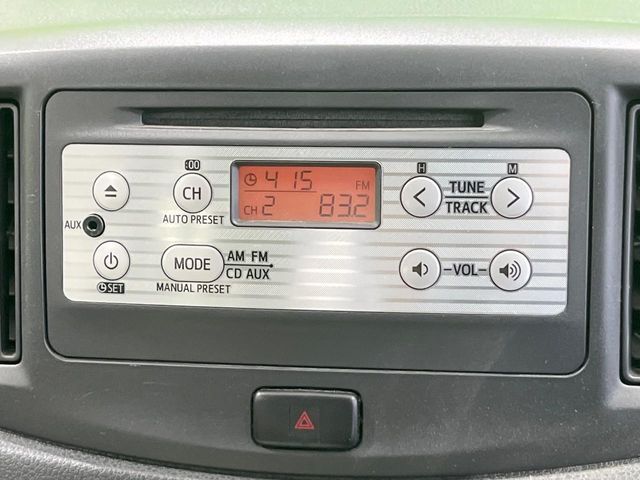 :00
H
M
CH
4:15
FM
CH 2
83.2
TUNE
TRACK
AUTO PRESET
AUX
MODE
AM FM
CD AUX
-VOL-
SET
MANUAL PRESET